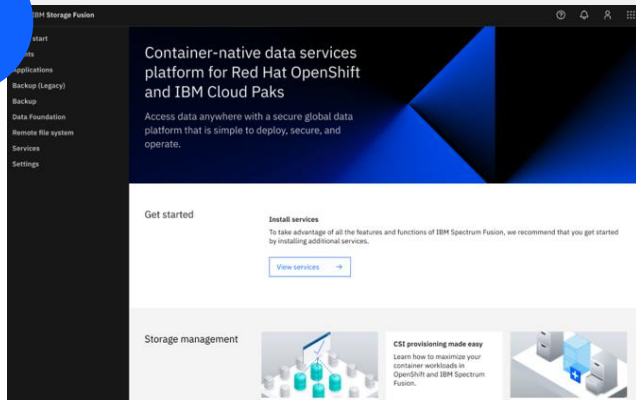 IBM Storage Fusion
start
Applications
Backup (Legacy)
Backup
Data Foundation
Remote file system
Services
Settings
Container-native data services
platform for Red Hat OpenShift
and IBM Cloud Paks
Access data anywhere with a secure global data
platform that is simple to deploy, secure, and
operate.
Get started
Install services
To take advantage of all the features and functions of IBM Spectrum Fusion, we recommend that you get started
by installing additional services.
View services →
Storage management
CSI provisioning made easy
Learn how to maximize your
container workloads in
OpenShift and IBM Spectrum
Fusion.